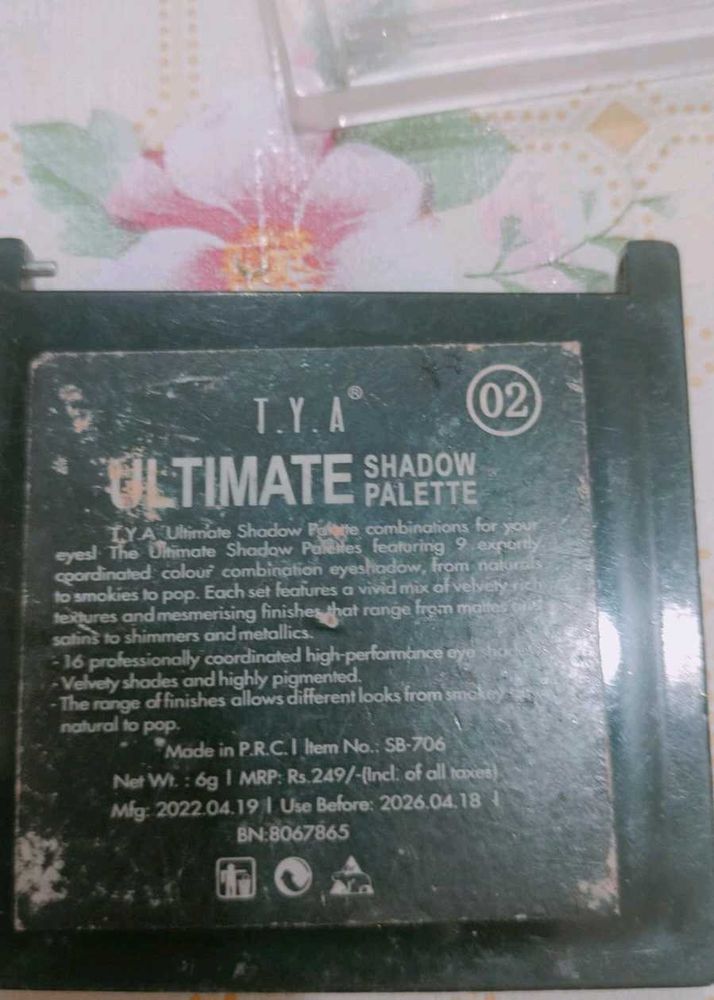 T.Y.A®
02
ULTIMATE SHADOW PALETTE
T.Y.A Ultimate Shadow Palette combinations for your
eyes! The Ultimate Shadow Palettes featuring 9 expertly
coordinated colour combination eyeshadow, from naturals
to smokies to pop. Each set features a vivid mix of velvety rich
textures and mesmerising finishes that range from mattes and
satins to shimmers and metallics.
- 16 professionally coordinated high-performance eye
- Velvety shades and highly pigmented.
- The range of finishes allows different looks from smokey
natural to pop.
Made in P.R.C. | Item No.: SB-706
Net Wt. : 6g | MRP: Rs.249/-(Incl. of all taxes)
Mfg: 2022.04.19 | Use Before: 2026.04.18
BN:8067865